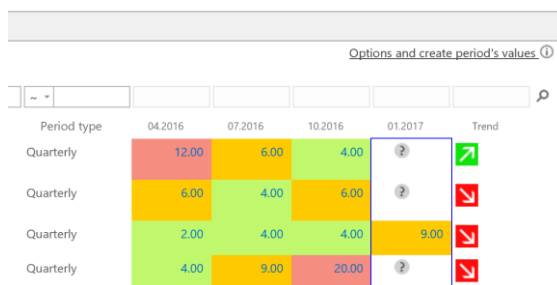 Options and create period's values
~
Period type 04.2016 07.2016 10.2016 01.2017 Trend
Quarterly 12.00 6.00 4.00 ?
Quarterly 6.00 4.00 6.00 ?
Quarterly 2.00 4.00 4.00 9.00
Quarterly 4.00 9.00 20.00 ?